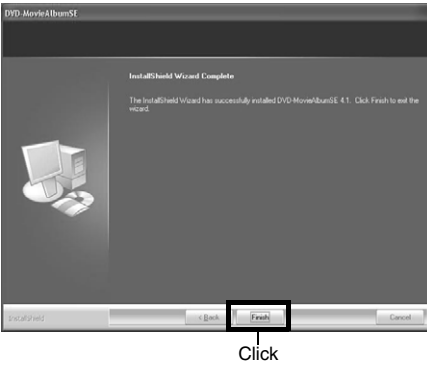 DVD-MovieAlbumSE
InstallShield Wizard Complete
The InstallShield Wizard has successfully installed DVD-MovieAlbumSE 4.1. Click Finish to exit the
wizard.
InstallShield
< Back
Finish
Cancel
Click